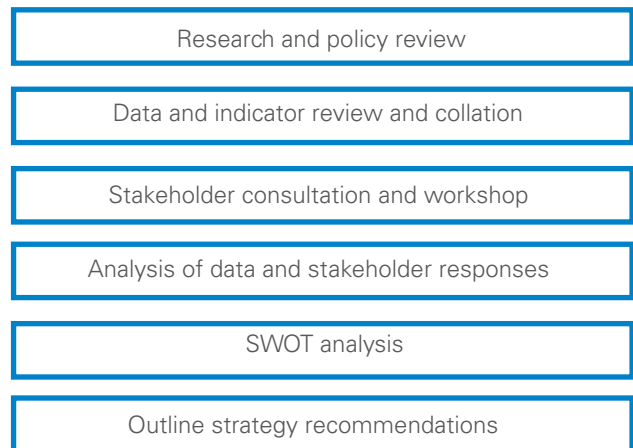 Research and policy review
Data and indicator review and collation
Stakeholder consultation and workshop
Analysis of data and stakeholder responses
SWOT analysis
Outline strategy recommendations